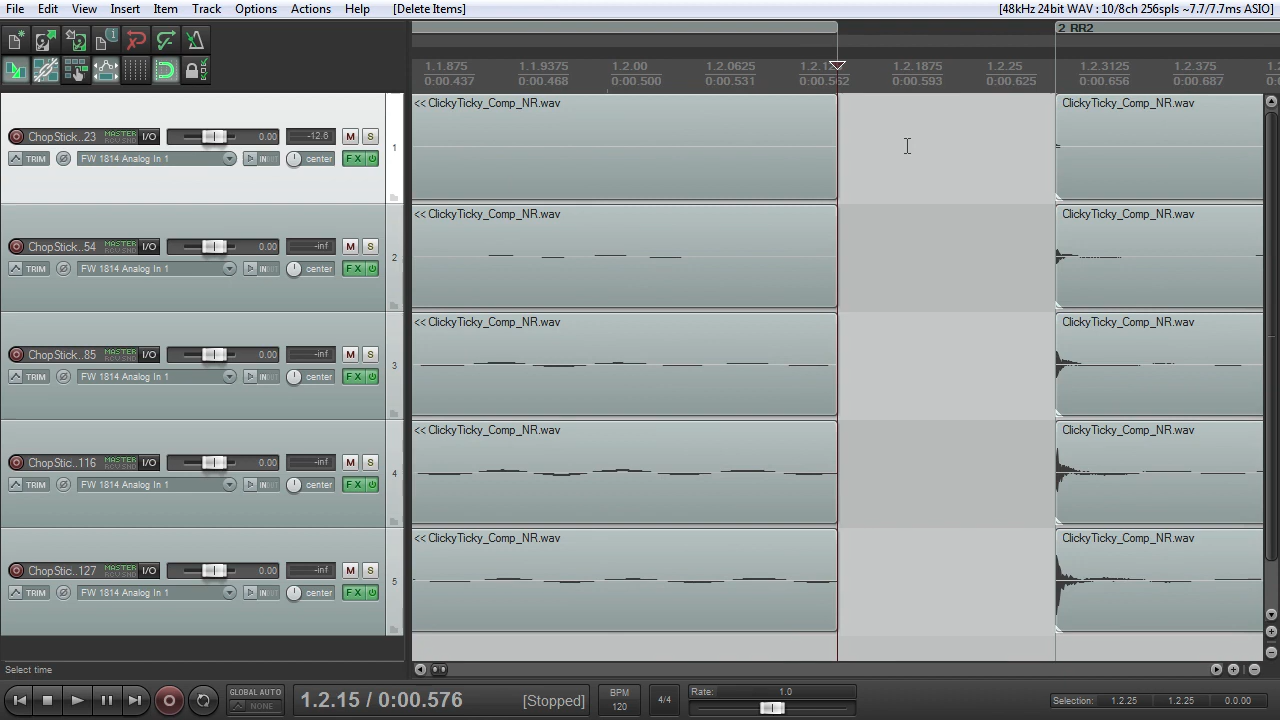 File Edit View Insert Item Track Options Actions Help [Delete Items] [48kHz 24bit WAV : 10/8ch 256spls ~7.7/7.7ms ASIO]
2 RR2
1.1.875 1.1.9375 1.2.00 1.2.0625 1.2.1 1.2.1875 1.2.25 1.2.3125 1.2.375
0:00.437 0:00.468 0:00.500 0:00.531 0:00.562 0:00.593 0:00.625 0:00.656 0:00.687
<< ClickyTicky_Comp_NR.wav ClickyTicky_Comp_NR.wav
ChopStick..23 MASTER I/O 0.00 -12.6 M S 1
TRIM FW 1814 Analog In 1 IN center FX
<< ClickyTicky_Comp_NR.wav ClickyTicky_Comp_NR.wav
ChopStick..54 MASTER I/O 0.00 -inf M S 2
TRIM FW 1814 Analog In 1 IN center FX
<< ClickyTicky_Comp_NR.wav ClickyTicky_Comp_NR.wav
ChopStick..85 MASTER I/O 0.00 -inf M S 3
TRIM FW 1814 Analog In 1 IN center FX
<< ClickyTicky_Comp_NR.wav ClickyTicky_Comp_NR.wav
ChopStic..116 MASTER I/O 0.00 -inf M S 4
TRIM FW 1814 Analog In 1 IN center FX
<< ClickyTicky_Comp_NR.wav ClickyTicky_Comp_NR.wav
ChopStic..127 MASTER I/O 0.00 -inf M S 5
TRIM FW 1814 Analog In 1 IN center FX
Select time
GLOBAL AUTO
NONE
1.2.15 / 0:00.576 [Stopped]
BPM
120
4/4
Rate: 1.0
Selection: 1.2.25 1.2.25 0.0.00